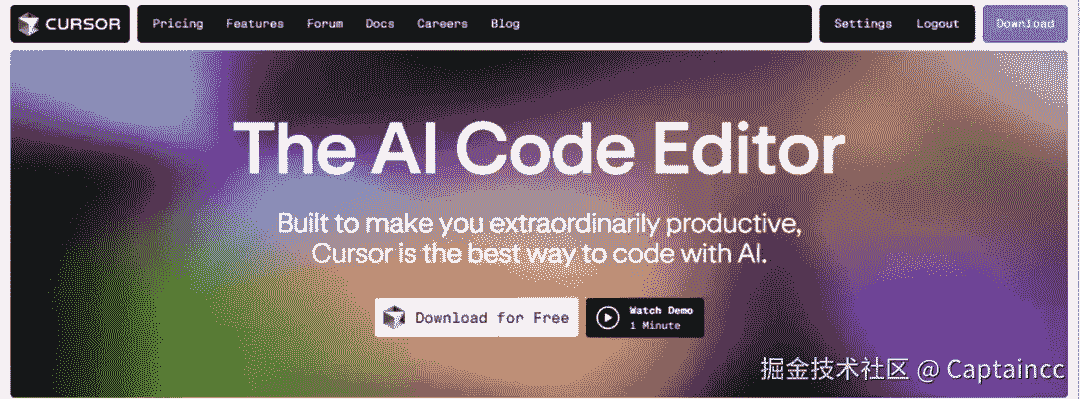 CURSOR Pricing Features Forum Docs Careers Blog Settings Logout Download
The AI Code Editor
Built to make you extraordinarily productive,
Cursor is the best way to code with AI.
Download for Free
Watch Demo
1 Minute
掘金技术社区 @ Captaincc